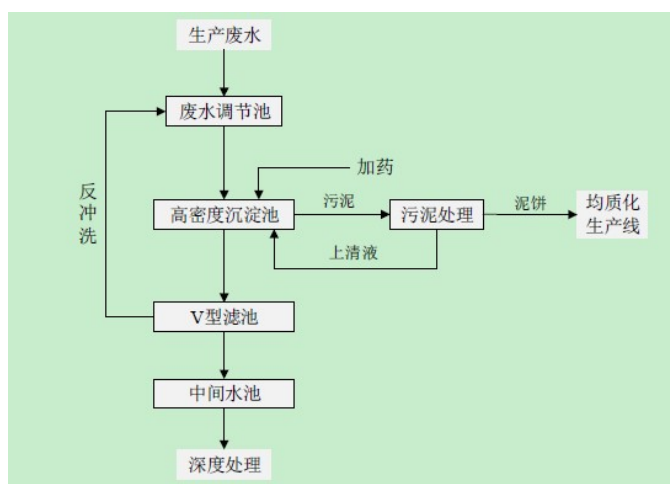 生产废水
废水调节池
反冲洗
加药
高密度沉淀池
污泥
污泥处理
泥饼
均质化
生产线
上清液
V型滤池
中间水池
深度处理